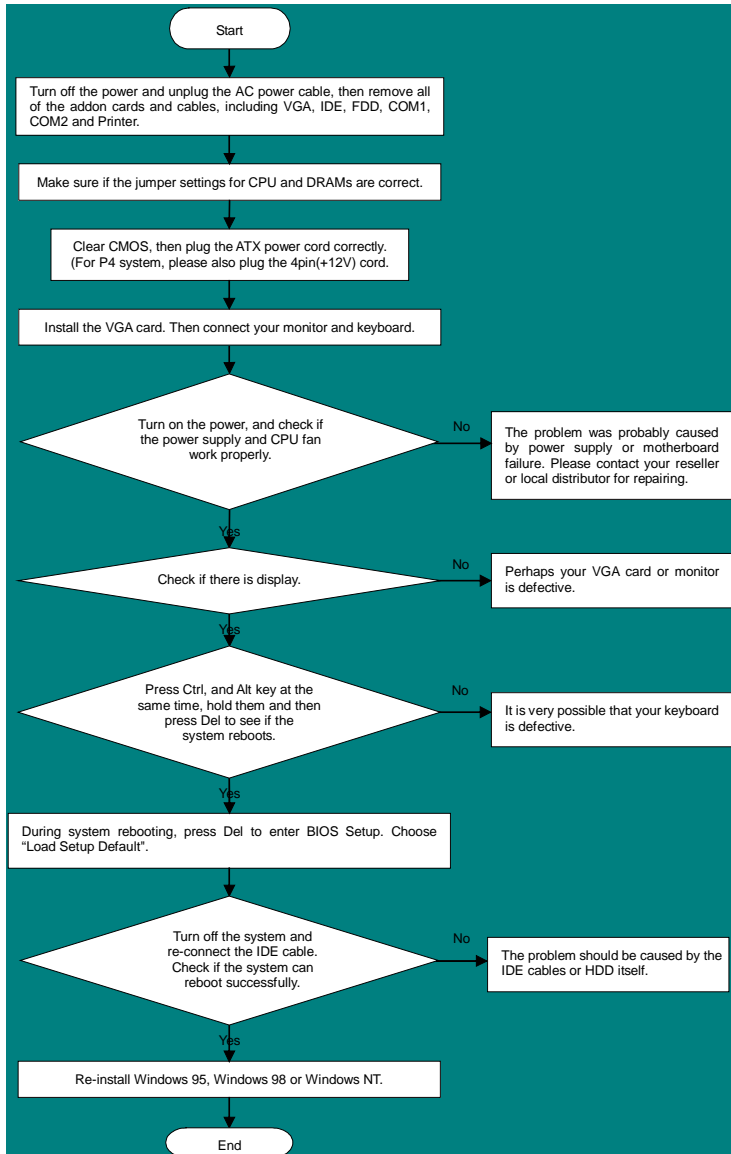 Start
Turn off the power and unplug the AC power cable, then remove all
of the addon cards and cables, including VGA, IDE, FDD, COM1,
COM2 and Printer.
Make sure if the jumper settings for CPU and DRAMs are correct.
Clear CMOS, then plug the ATX power cord correctly.
(For P4 system, please also plug the 4pin(+12V) cord.
Install the VGA card. Then connect your monitor and keyboard.
Turn on the power, and check if
the power supply and CPU fan
work properly.
No
The problem was probably caused
by power supply or motherboard
failure. Please contact your reseller
or local distributor for repairing.
Yes
Check if there is display.
No
Perhaps your VGA card or monitor
is defective.
Yes
Press Ctrl, and Alt key at the
same time, hold them and then
press Del to see if the
system reboots.
No
It is very possible that your keyboard
is defective.
Yes
During system rebooting, press Del to enter BIOS Setup. Choose
“Load Setup Default”.
Turn off the system and
re-connect the IDE cable.
Check if the system can
reboot successfully.
No
The problem should be caused by the
IDE cables or HDD itself.
Yes
Re-install Windows 95, Windows 98 or Windows NT.
End